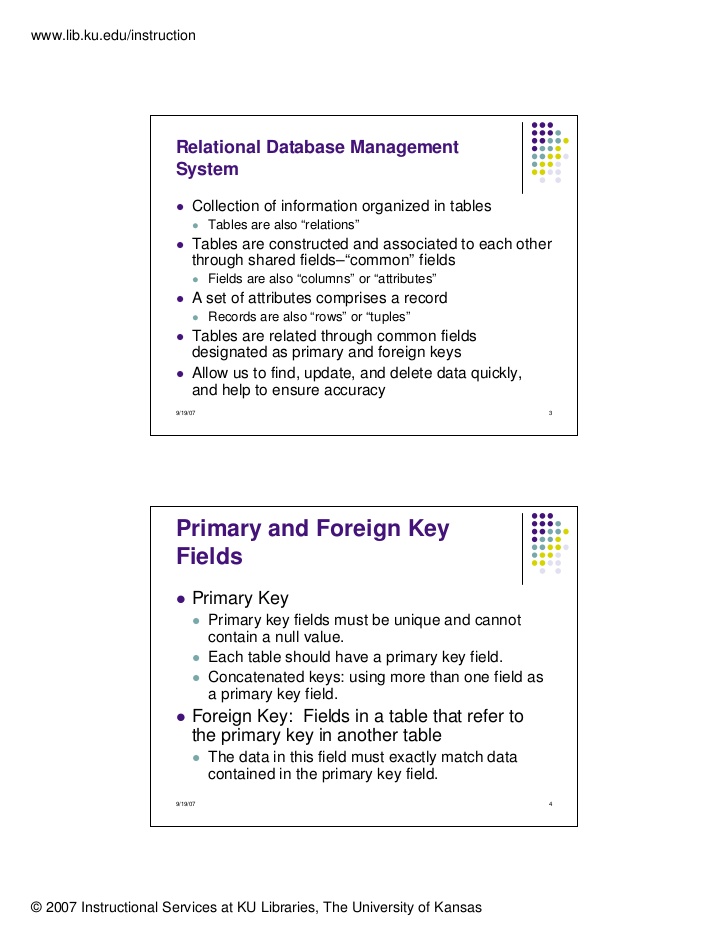 www.lib.ku.edu/instruction
Relational Database Management
System
Collection of information organized in tables
Tables are also “relations”
Tables are constructed and associated to each other
through shared fields–“common” fields
Fields are also “columns” or “attributes”
A set of attributes comprises a record
Records are also “rows” or “tuples”
Tables are related through common fields
designated as primary and foreign keys
Allow us to find, update, and delete data quickly,
and help to ensure accuracy
9/19/07 3
Primary and Foreign Key
Fields
Primary Key
Primary key fields must be unique and cannot
contain a null value.
Each table should have a primary key field.
Concatenated keys: using more than one field as
a primary key field.
Foreign Key: Fields in a table that refer to
the primary key in another table
The data in this field must exactly match data
contained in the primary key field.
9/19/07 4
© 2007 Instructional Services at KU Libraries, The University of Kansas